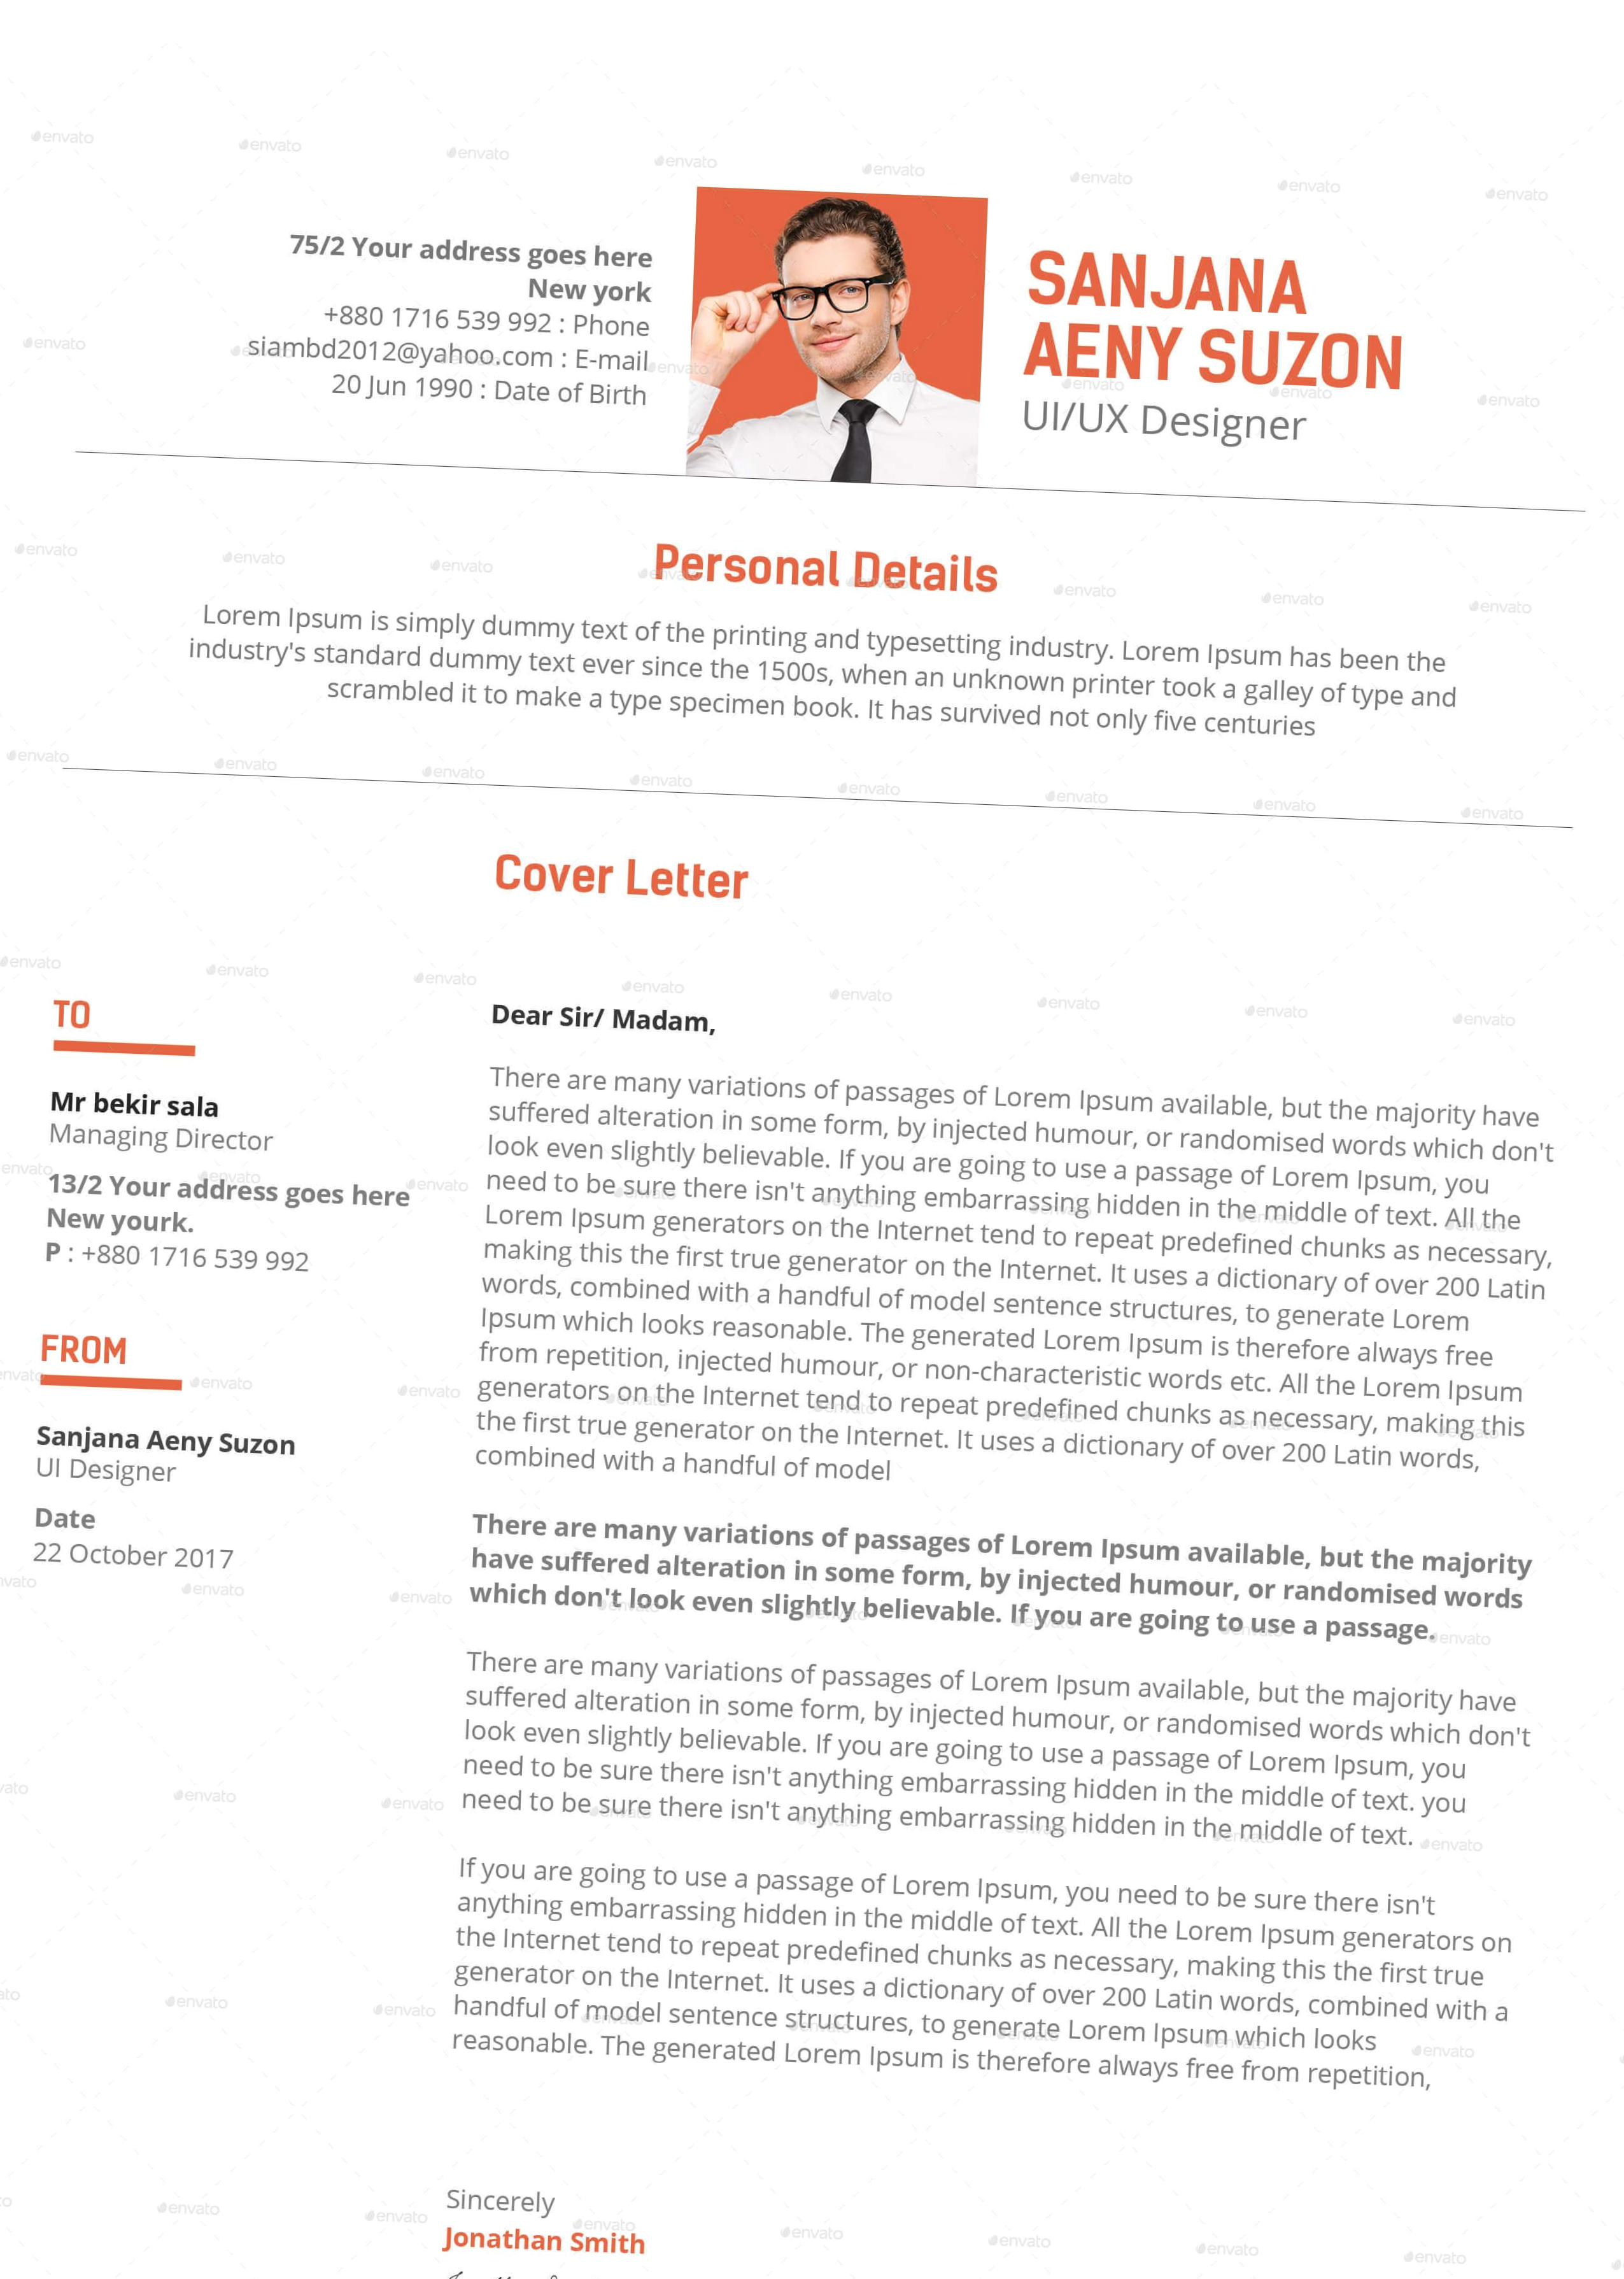 75/2 Your address goes here
New york
+880 1716 539 992 : Phone
siambd2012@yahoo.com : E-mail
20 Jun 1990 : Date of Birth
SANJANA
AENY SUZON
UI/UX Designer
Personal Details
Lorem Ipsum is simply dummy text of the printing and typesetting industry. Lorem Ipsum has been the
industry's standard dummy text ever since the 1500s, when an unknown printer took a galley of type and
scrambled it to make a type specimen book. It has survived not only five centuries
Cover Letter
TO
Mr bekir sala
Managing Director
13/2 Your address goes here
New yourk.
P : +880 1716 539 992
FROM
Sanjana Aeny Suzon
UI Designer
Date
22 October 2017
Dear Sir/ Madam,
There are many variations of passages of Lorem Ipsum available, but the majority have
suffered alteration in some form, by injected humour, or randomised words which don't
look even slightly believable. If you are going to use a passage of Lorem Ipsum, you
need to be sure there isn't anything embarrassing hidden in the middle of text. All the
Lorem Ipsum generators on the Internet tend to repeat predefined chunks as necessary,
making this the first true generator on the Internet. It uses a dictionary of over 200 Latin
words, combined with a handful of model sentence structures, to generate Lorem
Ipsum which looks reasonable. The generated Lorem Ipsum is therefore always free
from repetition, injected humour, or non-characteristic words etc. All the Lorem Ipsum
generators on the Internet tend to repeat predefined chunks as necessary, making this
the first true generator on the Internet. It uses a dictionary of over 200 Latin words,
combined with a handful of model
There are many variations of passages of Lorem Ipsum available, but the majority
have suffered alteration in some form, by injected humour, or randomised words
which don't look even slightly believable. If you are going to use a passage.
There are many variations of passages of Lorem Ipsum available, but the majority have
suffered alteration in some form, by injected humour, or randomised words which don't
look even slightly believable. If you are going to use a passage of Lorem Ipsum, you
need to be sure there isn't anything embarrassing hidden in the middle of text. you
need to be sure there isn't anything embarrassing hidden in the middle of text.
If you are going to use a passage of Lorem Ipsum, you need to be sure there isn't
anything embarrassing hidden in the middle of text. All the Lorem Ipsum generators on
the Internet tend to repeat predefined chunks as necessary, making this the first true
generator on the Internet. It uses a dictionary of over 200 Latin words, combined with a
handful of model sentence structures, to generate Lorem Ipsum which looks
reasonable. The generated Lorem Ipsum is therefore always free from repetition,
Sincerely
Jonathan Smith
envato